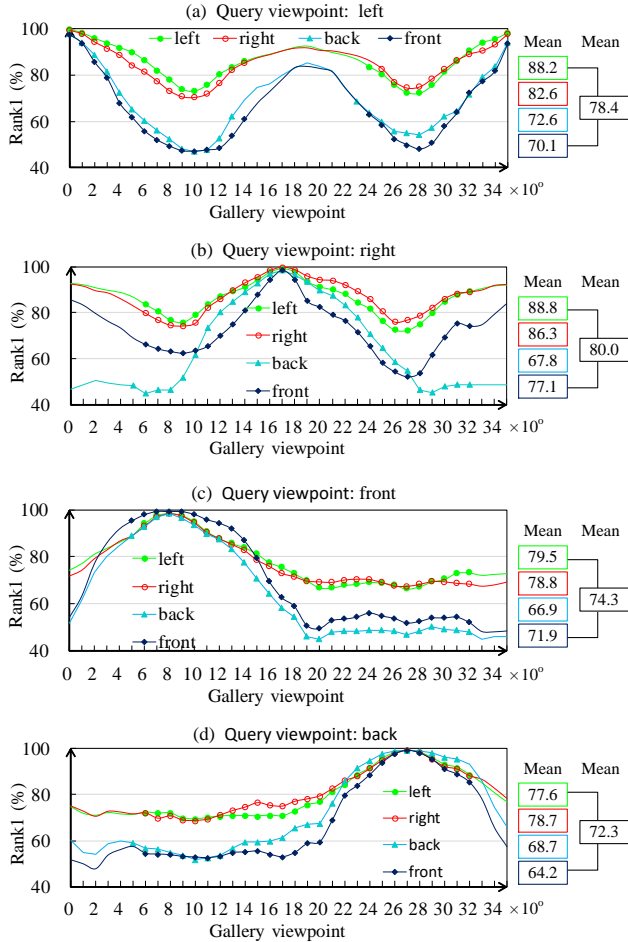 (a) Query viewpoint: left
Mean Mean
100
left right back front
88.2
80
82.6
78.4
Rank1 (%)
60
72.6
70.1
40
0 2 4 6 8 10 12 14 16 18 20 22 24 26 28 30 32 34 ×10º
Gallery viewpoint
(b) Query viewpoint: right
Mean Mean
100
left
88.8
80
right
86.3
80.0
Rank1 (%)
60
back
67.8
front
77.1
40
0 2 4 6 8 10 12 14 16 18 20 22 24 26 28 30 32 34 ×10º
Gallery viewpoint
(c) Query viewpoint: front
Mean Mean
100
left
79.5
80
right
78.8
74.3
Rank1 (%)
60
back
66.9
front
71.9
40
0 2 4 6 8 10 12 14 16 18 20 22 24 26 28 30 32 34 ×10º
Gallery viewpoint
(d) Query viewpoint: back
Mean Mean
100
left
77.6
80
right
78.7
72.3
Rank1 (%)
60
back
68.7
front
64.2
40
0 2 4 6 8 10 12 14 16 18 20 22 24 26 28 30 32 34 ×10º
Gallery viewpoint